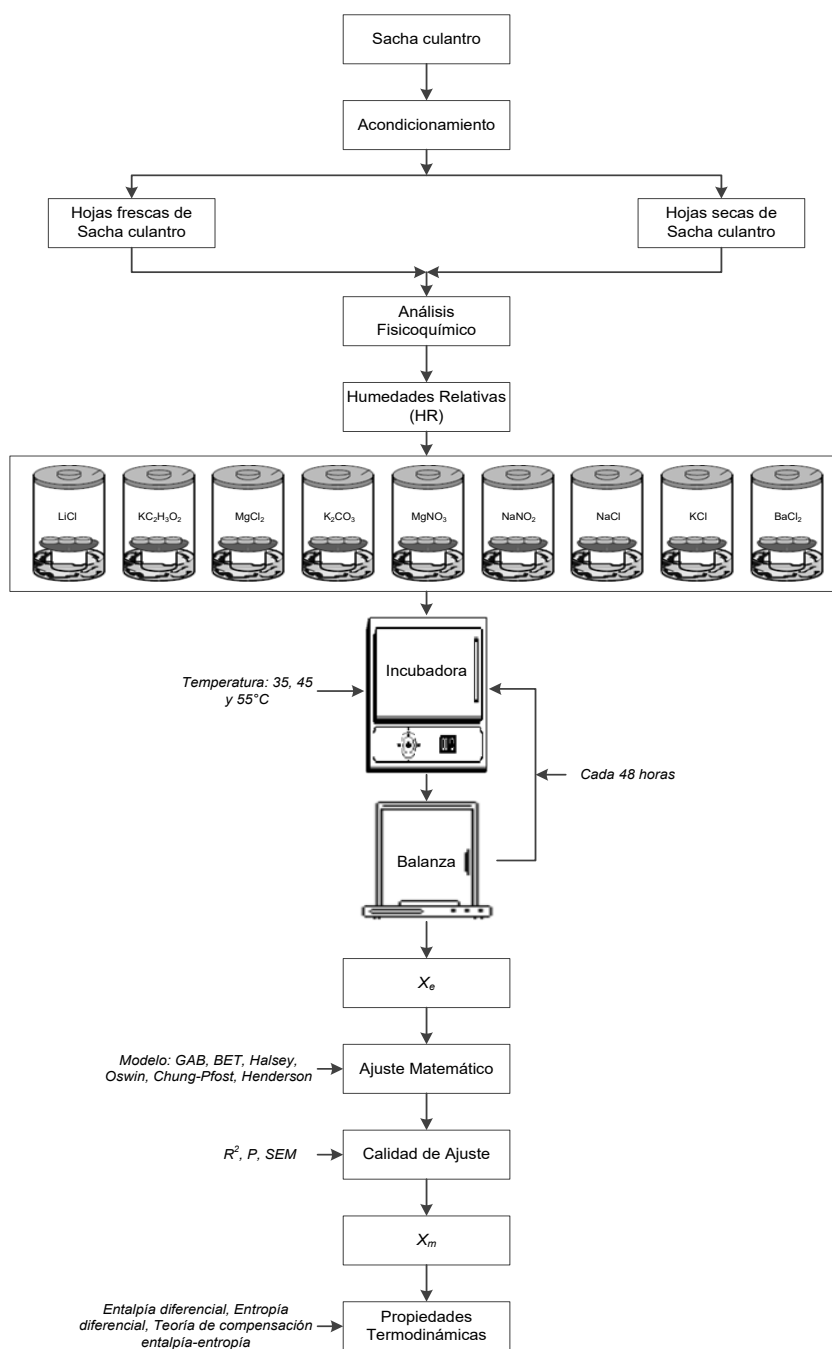 Sacha culantro
Acondicionamiento
Hojas frescas de
Sacha culantro
Hojas secas de
Sacha culantro
Análisis
Fisicoquímico
Humedades Relativas
(HR)
LiCl
KC₂H₃O₂
MgCl₂
K₂CO₃
MgNO₃
NaNO₂
NaCl
KCl
BaCl₂
Incubadora
Temperatura: 35, 45
y 55°C
Cada 48 horas
Balanza
Xₑ
Modelo: GAB, BET, Halsey,
Oswin, Chung-Pfost, Henderson
Ajuste Matemático
R², P, SEM
Calidad de Ajuste
Xₘ
Entalpía diferencial, Entropía
diferencial, Teoría de compensación
entalpía-entropía
Propiedades
Termodinámicas